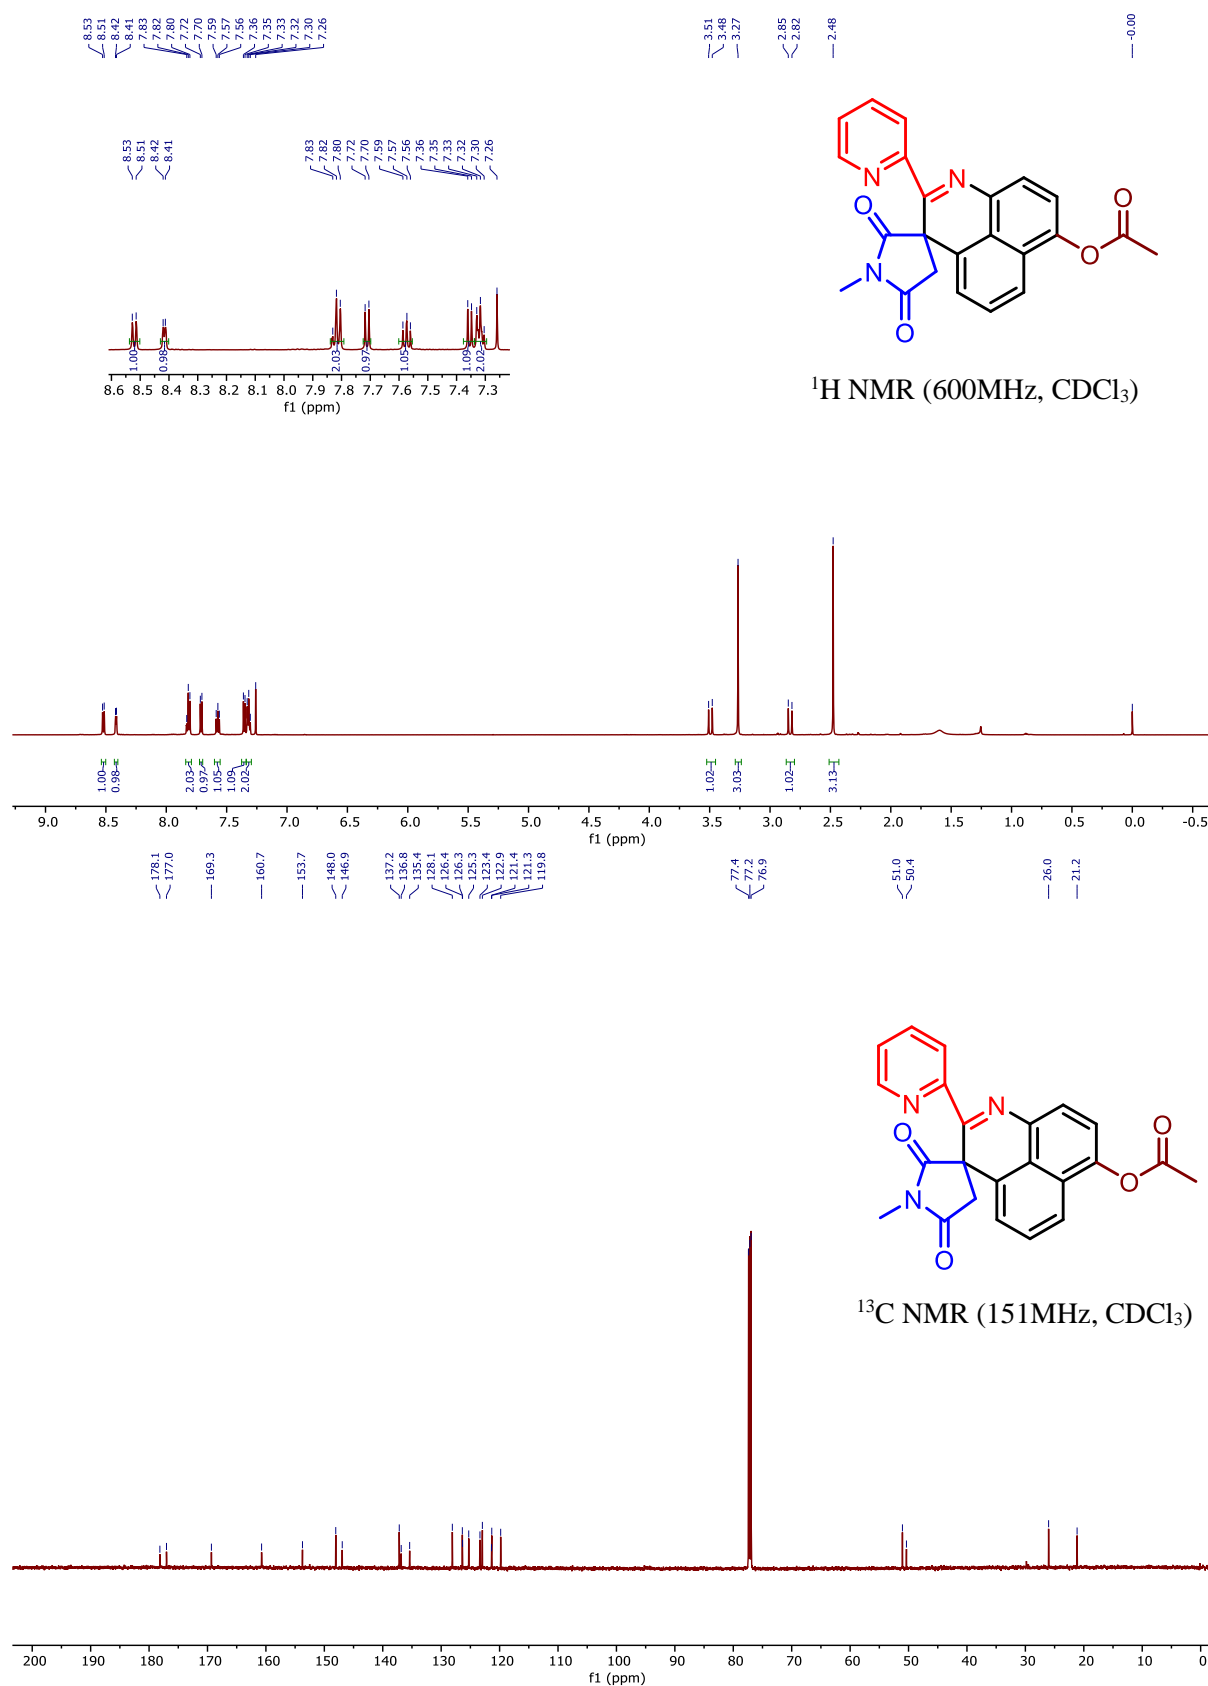 8.53 8.51 8.42 8.41 7.83 7.82 7.80 7.72 7.70 7.59 7.57 7.56 7.36 7.35 7.33 7.32 7.30 7.26 3.51 3.48 3.27 2.85 2.82 2.48 -0.00
8.53 8.51 8.42 8.41 7.83 7.82 7.80 7.72 7.70 7.59 7.57 7.56 7.36 7.35 7.33 7.32 7.30 7.26
1.00 0.98 2.03 0.97 1.05 1.09 2.02
8.6 8.5 8.4 8.3 8.2 8.1 8.0 7.9 7.8 7.7 7.6 7.5 7.4 7.3
f1 (ppm)
N N O N O O O
¹H NMR (600MHz, CDCl₃)
1.00 0.98 2.03 0.97 1.05 1.09 2.02 1.02 3.03 1.02 3.13
9.0 8.5 8.0 7.5 7.0 6.5 6.0 5.5 5.0 4.5 4.0 3.5 3.0 2.5 2.0 1.5 1.0 0.5 0.0 -0.5
f1 (ppm)
178.1 177.0 169.3 160.7 153.7 148.0 146.9 137.2 136.8 135.4 128.1 126.4 126.3 125.3 123.4 122.9 121.4 121.3 119.8 77.4 77.2 76.9 51.0 50.4 26.0 21.2
N N O N O O O
¹³C NMR (151MHz, CDCl₃)
200 190 180 170 160 150 140 130 120 110 100 90 80 70 60 50 40 30 20 10 0
f1 (ppm)